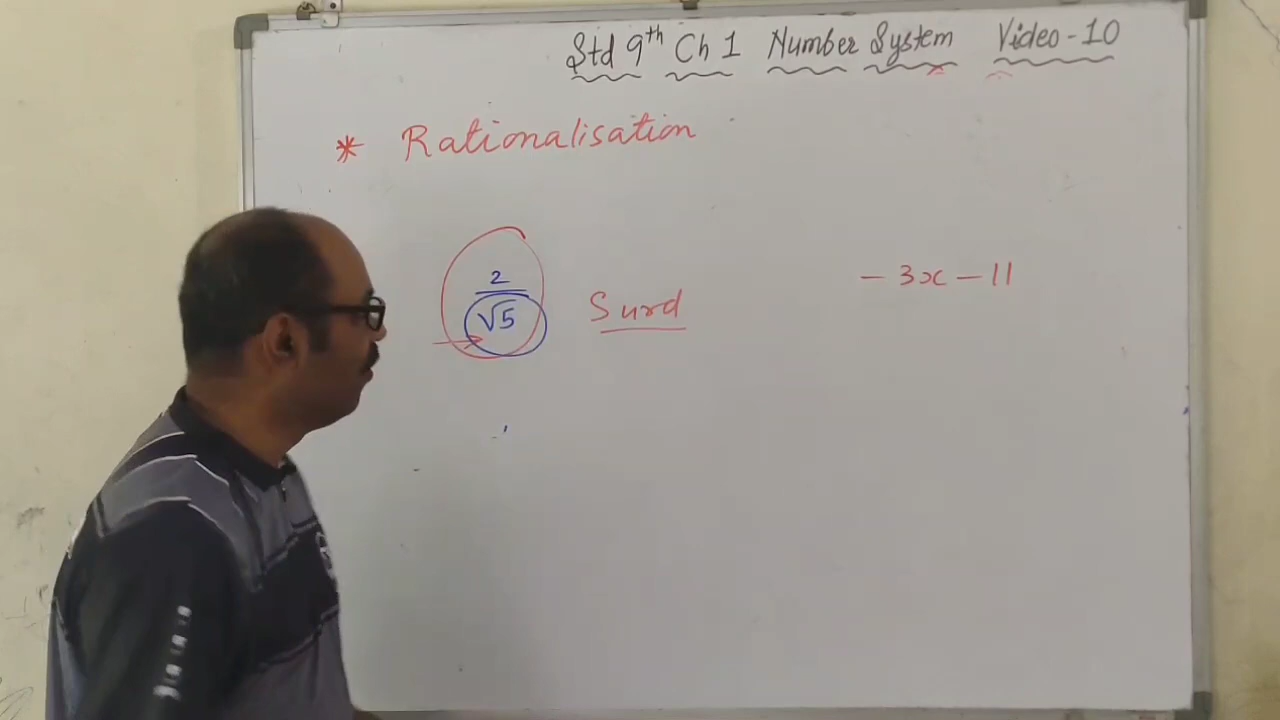 Std 9th Ch 1 Number System Video-10
* Rationalisation
2
√5
Surd
- 3x - 11